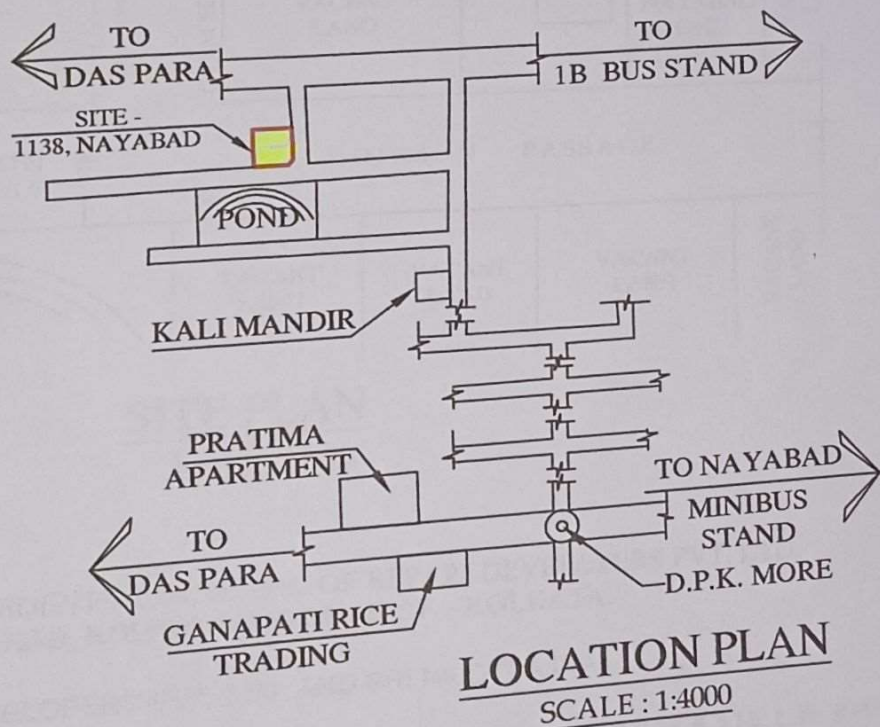 TO
DAS PARA
TO
1B BUS STAND
SITE -
1138, NAYABAD
POND
KALI MANDIR
PRATIMA
APARTMENT
TO NAYABAD
MINIBUS
STAND
TO
DAS PARA
D.P.K. MORE
GANAPATI RICE
TRADING
LOCATION PLAN
SCALE : 1:4000